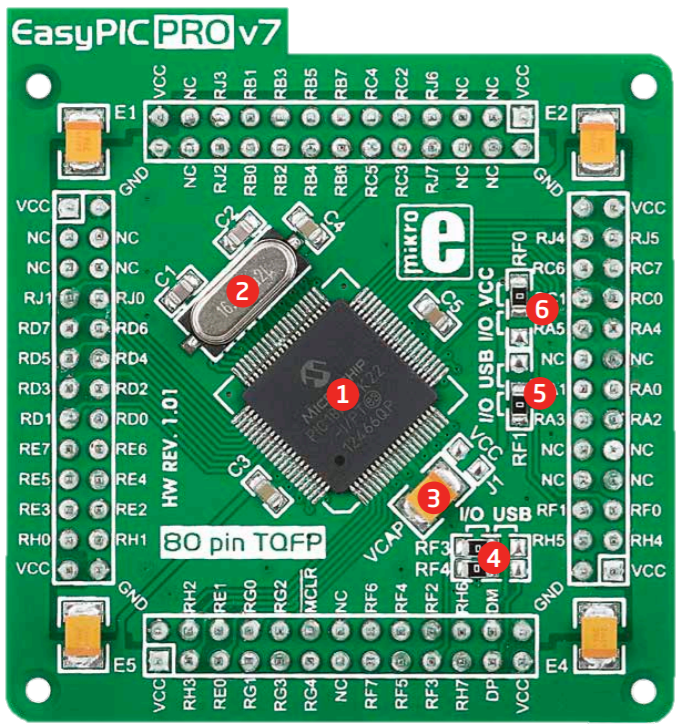 EasyPIC PRO v7
VCC NC RJ3 RB1 RB3 RB5 RB7 RC4 RC2 RJ6 NC NC VCC
E1 E2
GND NC RJ2 RB0 RB2 RB4 RB6 RC5 RC3 RJ7 NC NC GND
VCC
NC NC
NC NC
RJ1 RJ0
RD7 RD6
RD5 RD4
RD3 RD2
RD1 RD0
RE7 RE6
RE5 RE4
RE3 RE2
RH0 RH1
VCC
HW REV. 1.01
C2
C4
C1
2
16.
mikro
e
C5
1
MICROCHIP
12466QP
C3
80 pin TQFP
3
VCAP
VCC
J1
RF0
I/O VCC
6
I/O USB
5
RF1
I/O USB
RF3
4
RF4
VCC
RJ4 RJ5
RC6 RC7
RC0
RA5 RA4
NC NC
RA0
RA3 RA2
NC NC
NC NC
RF1 RF0
RH5 RH4
VCC
GND RH2 RE1 RG0 RG2 MCLR NC RF6 RF4 RF2 RH6 DM GND
E5 E4
VCC RH3 RE0 RG1 RG3 RG4 NC RF7 RF5 RF3 RH7 DP VCC